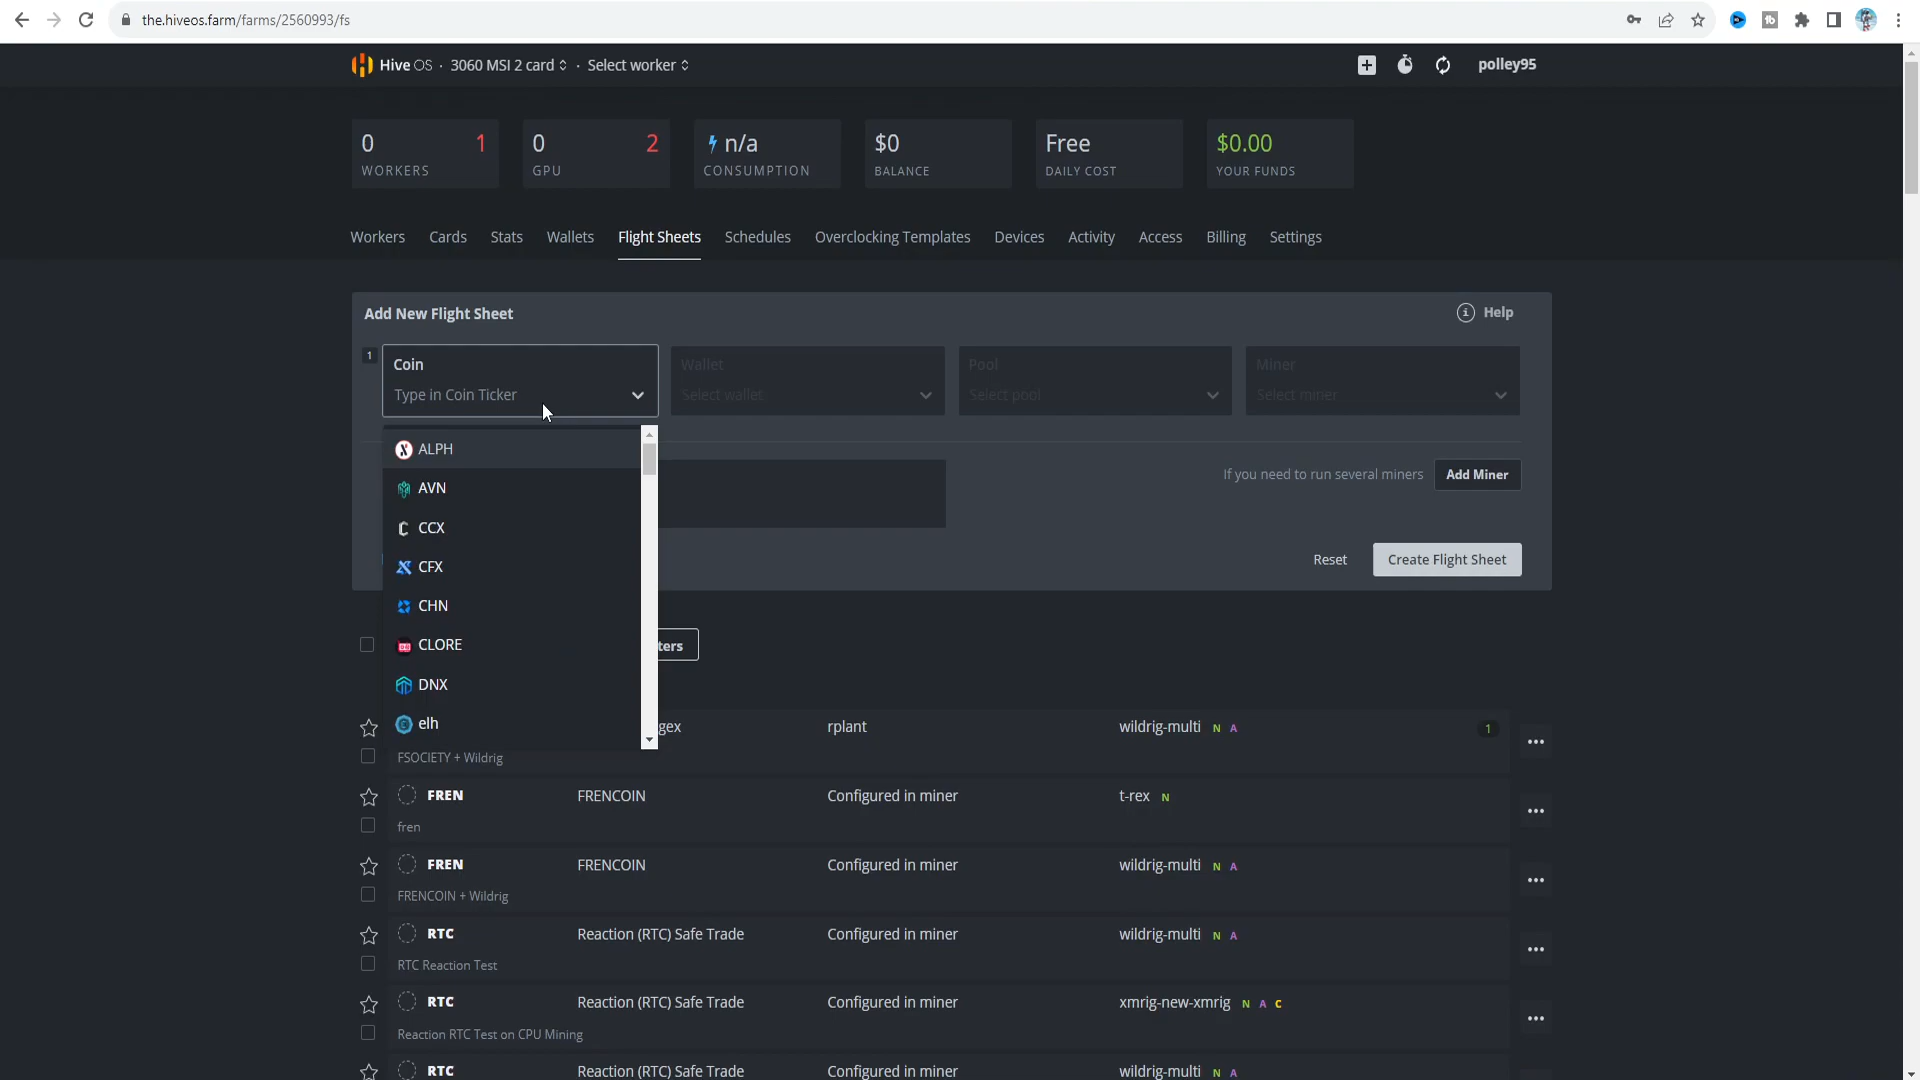 the.hiveos.farm/farms/2560993/fs
Hive OS · 3060 MSI 2 card · Select worker
polley95
0 1 WORKERS
0 2 GPU
n/a CONSUMPTION
$0 BALANCE
Free DAILY COST
$0.00 YOUR FUNDS
Workers Cards Stats Wallets Flight Sheets Schedules Overclocking Templates Devices Activity Access Billing Settings
Add New Flight Sheet
Help
1
Coin
Type in Coin Ticker
Wallet
Select wallet
Pool
Select pool
Miner
Select miner
ALPH
AVN
CCX
CFX
CHN
CLORE
DNX
elh
If you need to run several miners Add Miner
Reset Create Flight Sheet
ters
gex rplant wildrig-multi N A 1
FSOCIETY + Wildrig
FREN FRENCOIN Configured in miner t-rex N
fren
FREN FRENCOIN Configured in miner wildrig-multi N A
FRENCOIN + Wildrig
RTC Reaction (RTC) Safe Trade Configured in miner wildrig-multi N A
RTC Reaction Test
RTC Reaction (RTC) Safe Trade Configured in miner xmrig-new-xmrig N A C
Reaction RTC Test on CPU Mining
RTC Reaction (RTC) Safe Trade Configured in miner wildrig-multi N A